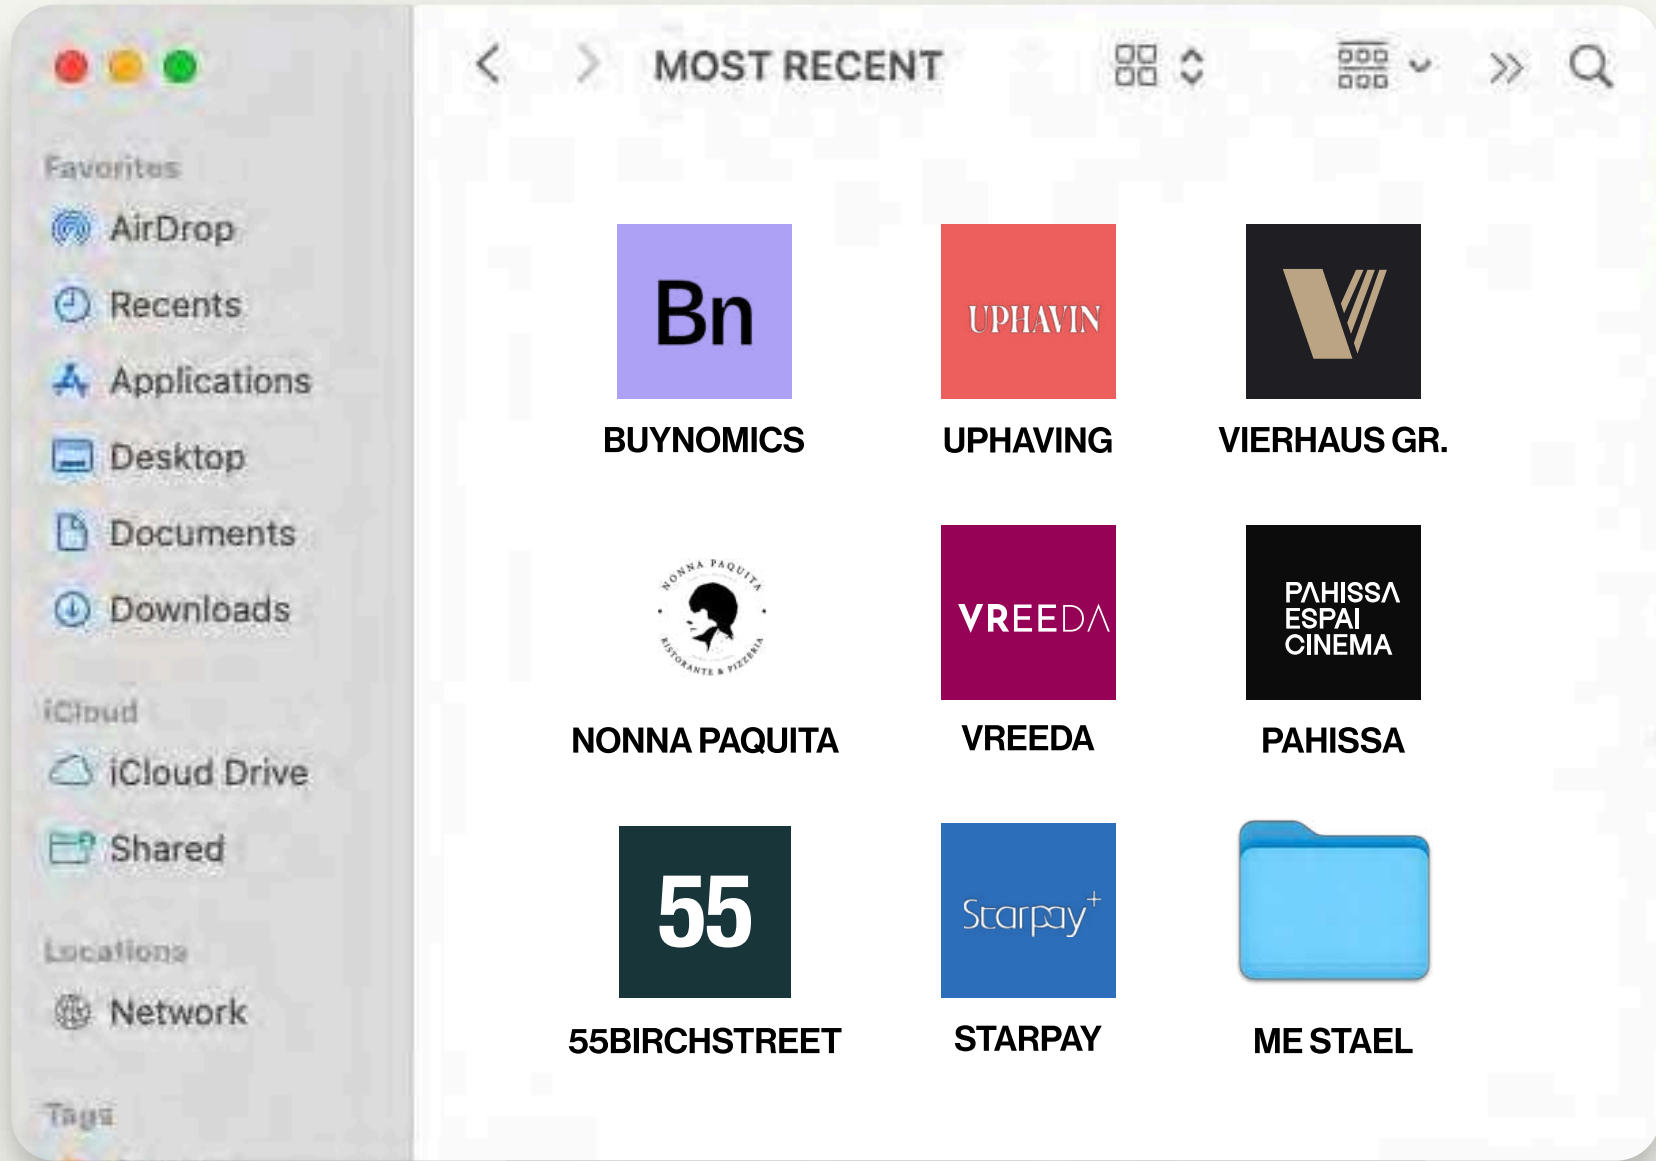 MOST RECENT
Favorites
AirDrop
Recents
Applications
Desktop
Documents
Downloads
iCloud
iCloud Drive
Shared
Locations
Network
Tags
Bn
BUYNOMICS
UPHAVIN
UPHAVING
VIERHAUS GR.
NONNA PAQUITA
RISTORANTE & PIZZERIA
NONNA PAQUITA
VREEDA
VREEDA
PAHISSA
ESPAI
CINEMA
PAHISSA
55
55BIRCHSTREET
Starpay+
STARPAY
ME STAEL